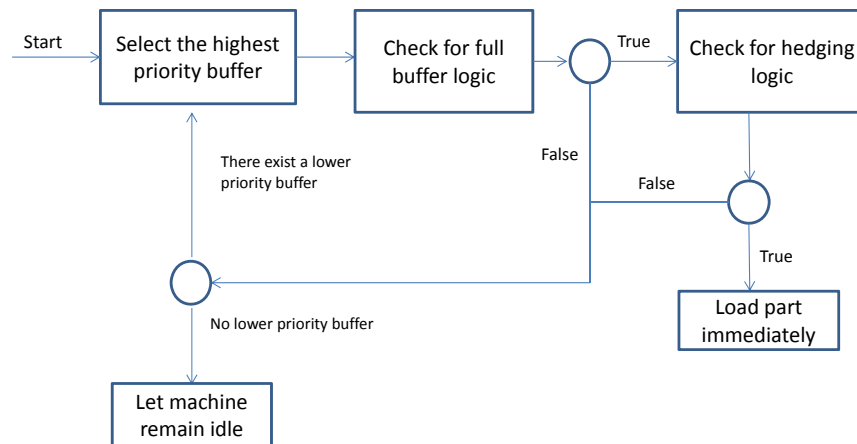 Start
Select the highest
priority buffer
Check for full
buffer logic
True
Check for hedging
logic
False
False
There exist a lower
priority buffer
True
No lower priority buffer
Load part
immediately
Let machine
remain idle